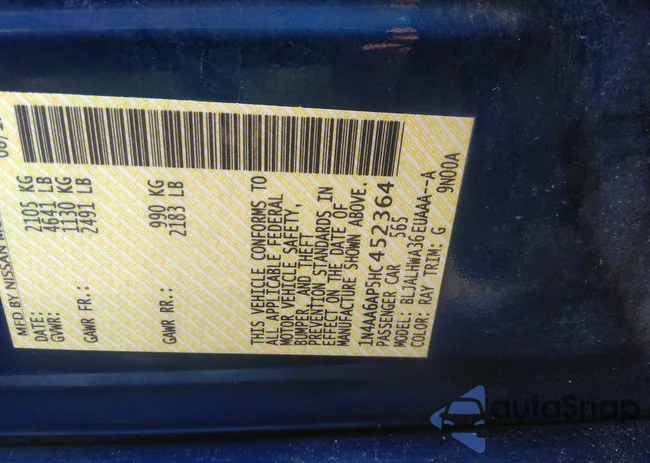 MFD BY NISSAN
DATE:
GVWR: 2105 KG
4641 LB
GAWR FR.: 1130 KG
2491 LB
GAWR RR.: 990 KG
2183 LB
THIS VEHICLE CONFORMS TO
ALL APPLICABLE FEDERAL
MOTOR VEHICLE SAFETY,
BUMPER, AND THEFT
PREVENTION STANDARDS IN
EFFECT ON THE DATE OF
MANUFACTURE SHOWN ABOVE.
1N4AA6AP5HC452364
PASSENGER CAR 565
MODEL: BLJALHWA36EUAAA--A
COLOR: RAY TRIM: G 9N00A
autoSnap